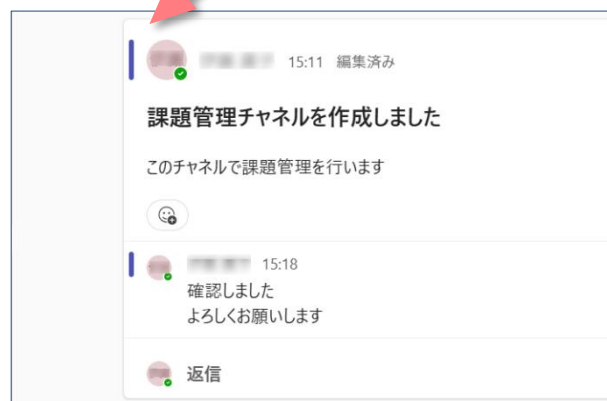 15:11 編集済み
課題管理チャネルを作成しました
このチャネルで課題管理を行います
15:18
確認しました
よろしくお願いします
返信